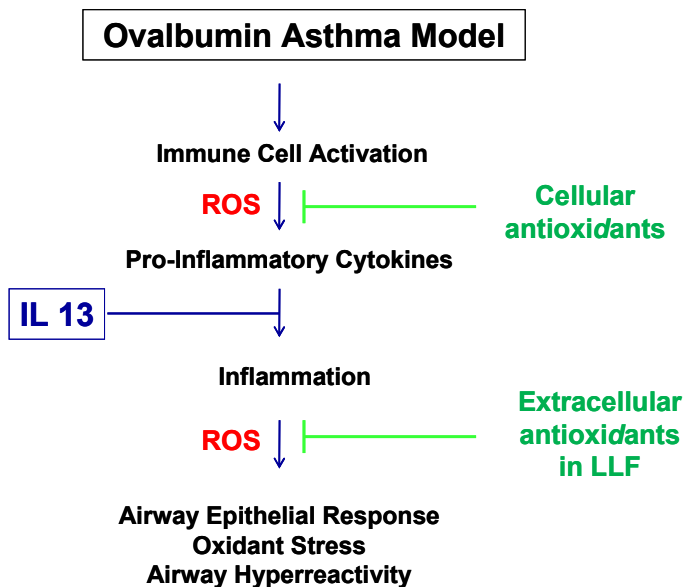 Ovalbumin Asthma Model
Immune Cell Activation
ROS
Cellular
antioxidants
Pro-Inflammatory Cytokines
IL 13
Inflammation
ROS
Extracellular
antioxidants
in LLF
Airway Epithelial Response
Oxidant Stress
Airway Hyperreactivity